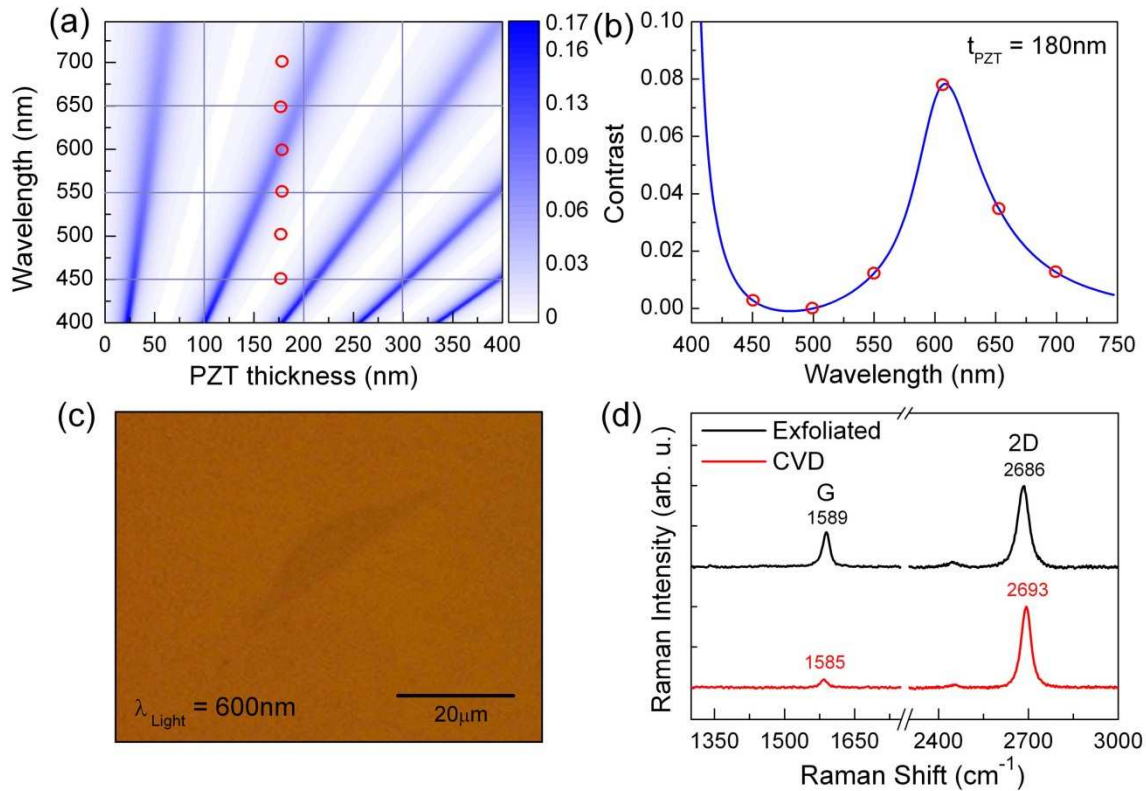 (a)
Wavelength (nm)
700
650
600
550
500
450
400
0 50 100 150 200 250 300 350 400
PZT thickness (nm)
0.17
0.16
0.13
0.09
0.06
0.03
0
(b)
Contrast
0.10
0.08
0.06
0.04
0.02
0.00
t PZT = 180nm
400 450 500 550 600 650 700 750
Wavelength (nm)
(c)
λ Light = 600nm
20μm
(d)
Raman Intensity (arb. u.)
Exfoliated
CVD
G
1589
2D
2686
1585
2693
1350 1500 1650 2400 2700 3000
Raman Shift (cm⁻¹)